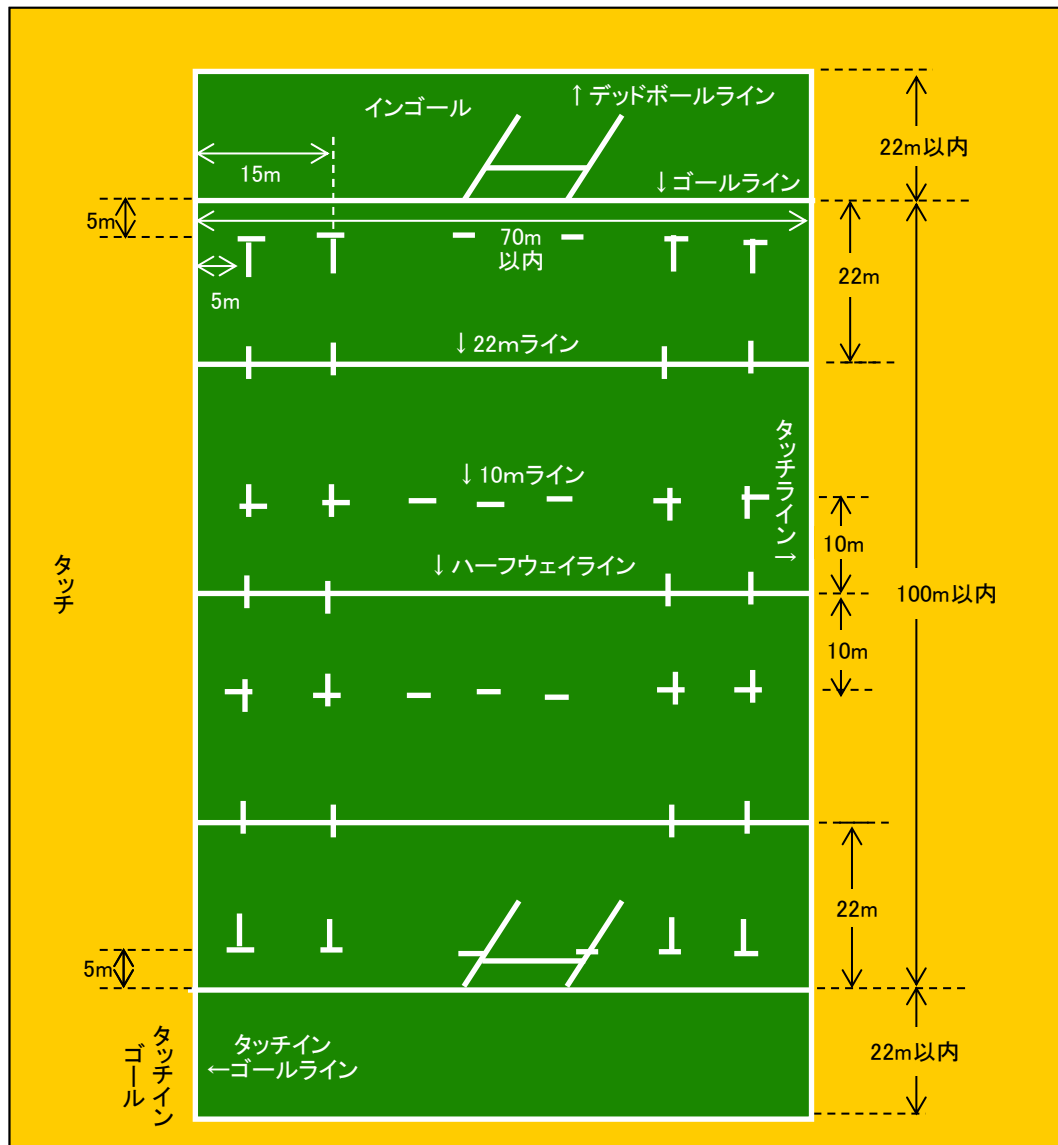 ↑デッドボールライン
インゴール
22m以内
15m
↓ゴールライン
5m
70m
以内
22m
5m
↓22mライン
タッチライン→
↓10mライン
10m
↓ハーフウェイライン
タッチ
100m以内
10m
22m
5m
タッチイン
ゴール
タッチイン
←ゴールライン
22m以内